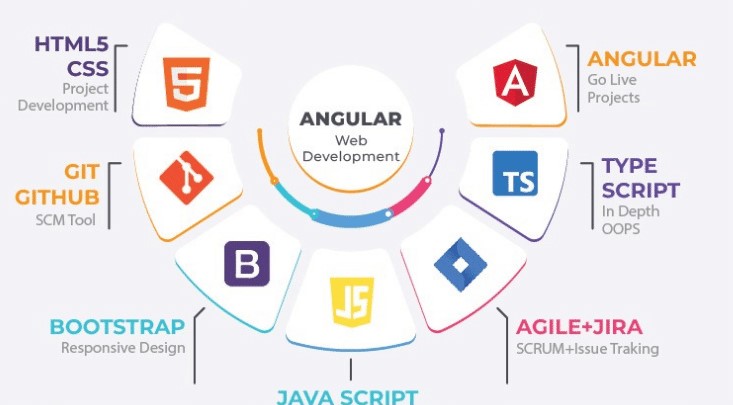 HTML5
CSS
Project
Development
5
ANGULAR
Web
Development
A
ANGULAR
Go Live
Projects
GIT
GITHUB
SCM Tool
TS
TYPE
SCRIPT
In Depth
OOPS
B
BOOTSTRAP
Responsive Design
JS
JAVA SCRIPT
AGILE+JIRA
SCRUM+Issue Traking